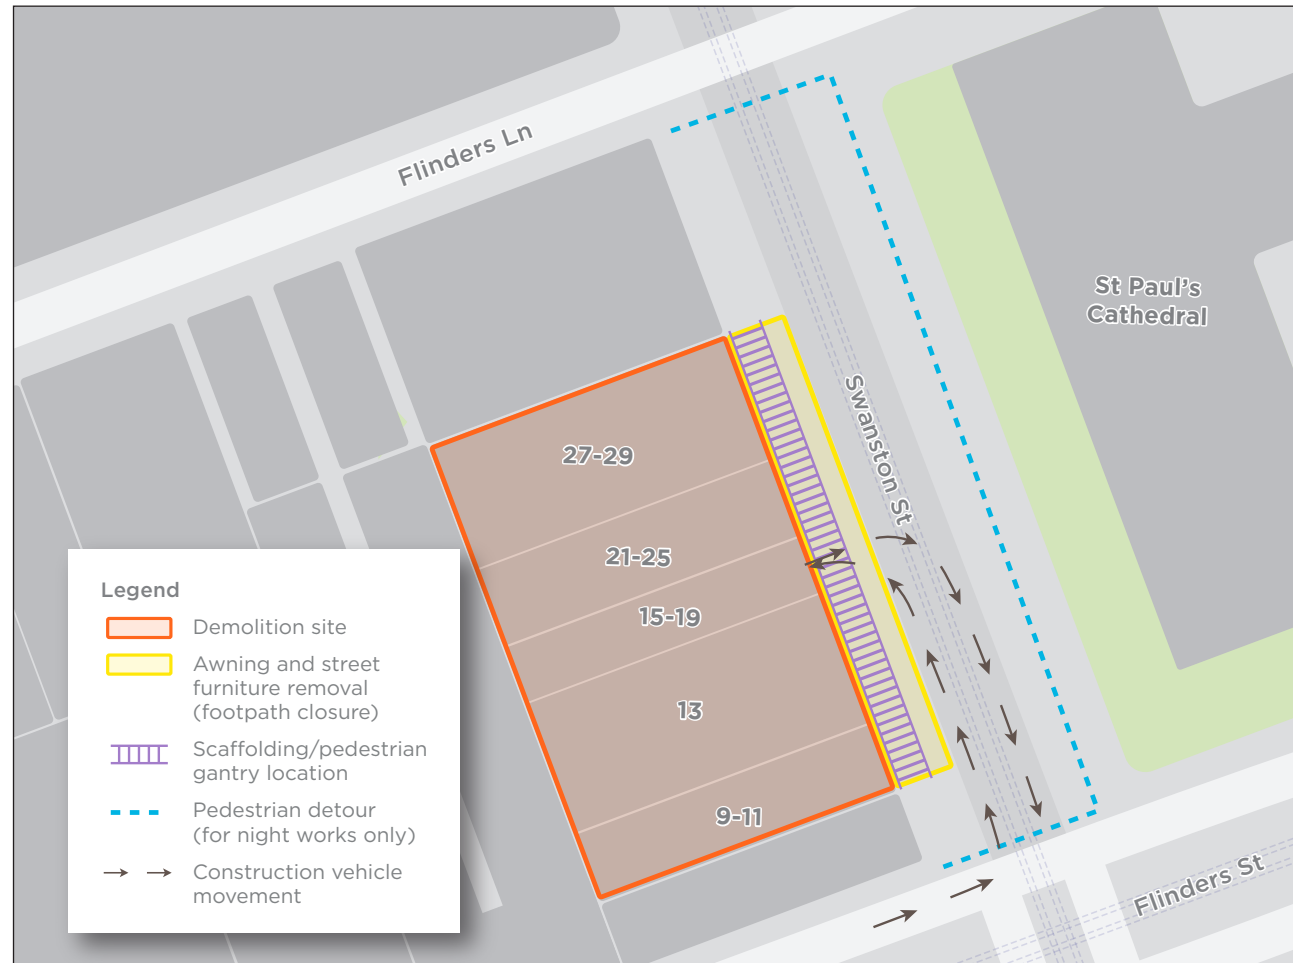 Flinders Ln
St Paul's
Cathedral
Swanston St
27-29
21-25
15-19
13
9-11
Flinders St
Legend
Demolition site
Awning and street
furniture removal
(footpath closure)
Scaffolding/pedestrian
gantry location
Pedestrian detour
(for night works only)
Construction vehicle
movement